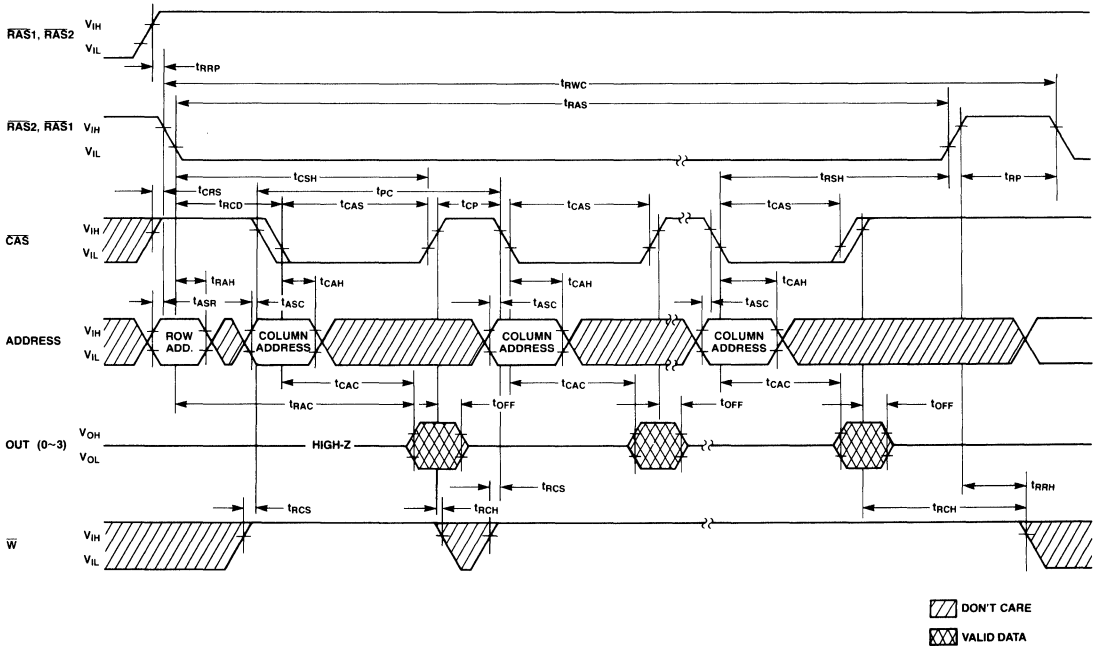 RAS1, RAS2 VIH
VIL
tRRP
tRWC
tRAS
RAS2, RAS1 VIH
VIL
tCSH
tCRS tPC tRSH tRP
tRCD tCAS tCP tCAS tCAS
CAS VIH
VIL
tRAH tCAH tCAH tCAH
tASR tASC tASC tASC
ADDRESS VIH
VIL
ROW
ADD.
COLUMN
ADDRESS
COLUMN
ADDRESS
COLUMN
ADDRESS
tCAC tCAC tCAC
tRAC tOFF tOFF tOFF
OUT (0~3) VOH
VOL
HIGH-Z
tRCS tRRH
tRCS tRCH tRCH
W VIH
VIL
DON'T CARE
VALID DATA